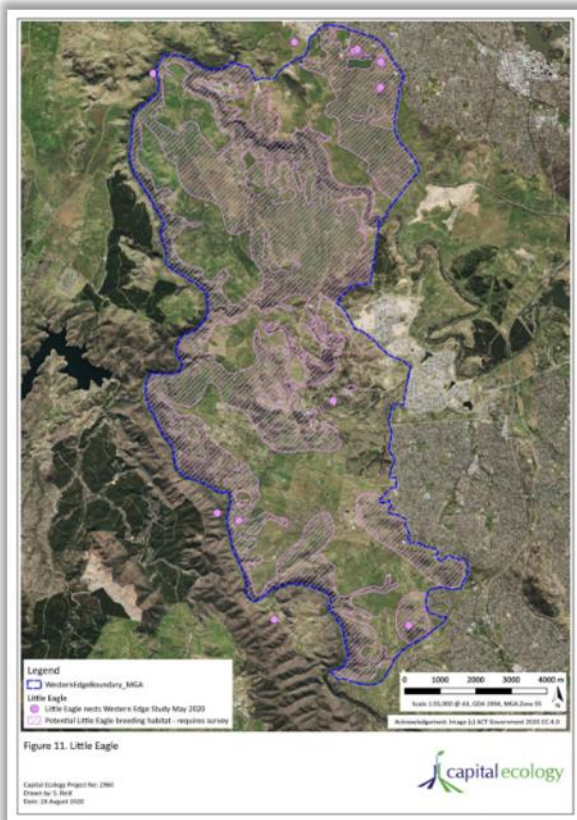 Legend
WesternEdgeBoundary_MGA
Little Eagle
Little Eagle nests Western Edge Study May 2020
Potential Little Eagle breeding habitat - requires survey
0 1000 2000 3000 4000 m
Scale 1:55,000 @ A3, GDA 1994, MGA Zone 55
N
Acknowledgement: Image (c) ACT Government 2020 CC 4.0
Figure 11. Little Eagle
Capital Ecology Project No: 2960
Drawn by: S. Reid
Date: 19 August 2020
capital ecology